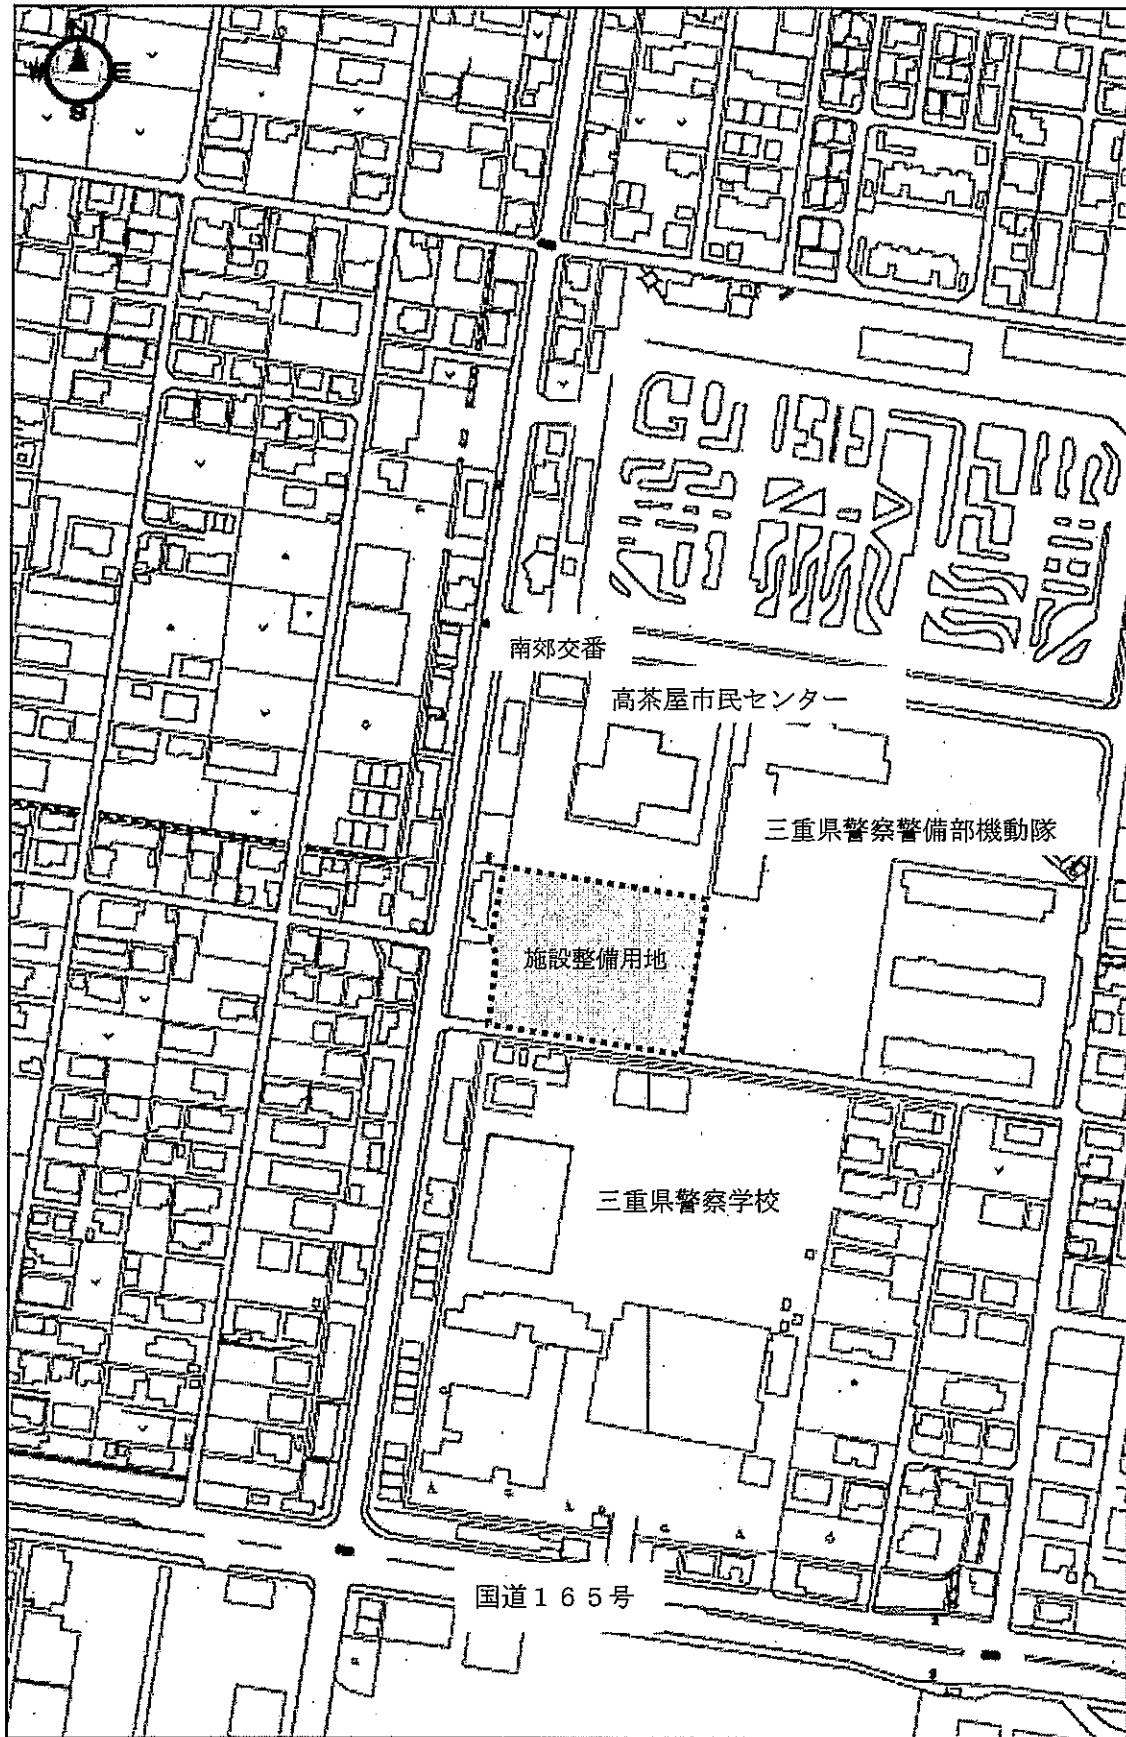 W
E
S
南郊交番
高茶屋市民センター
三重県警察警備部機動隊
施設整備用地
三重県警察学校
国道165号